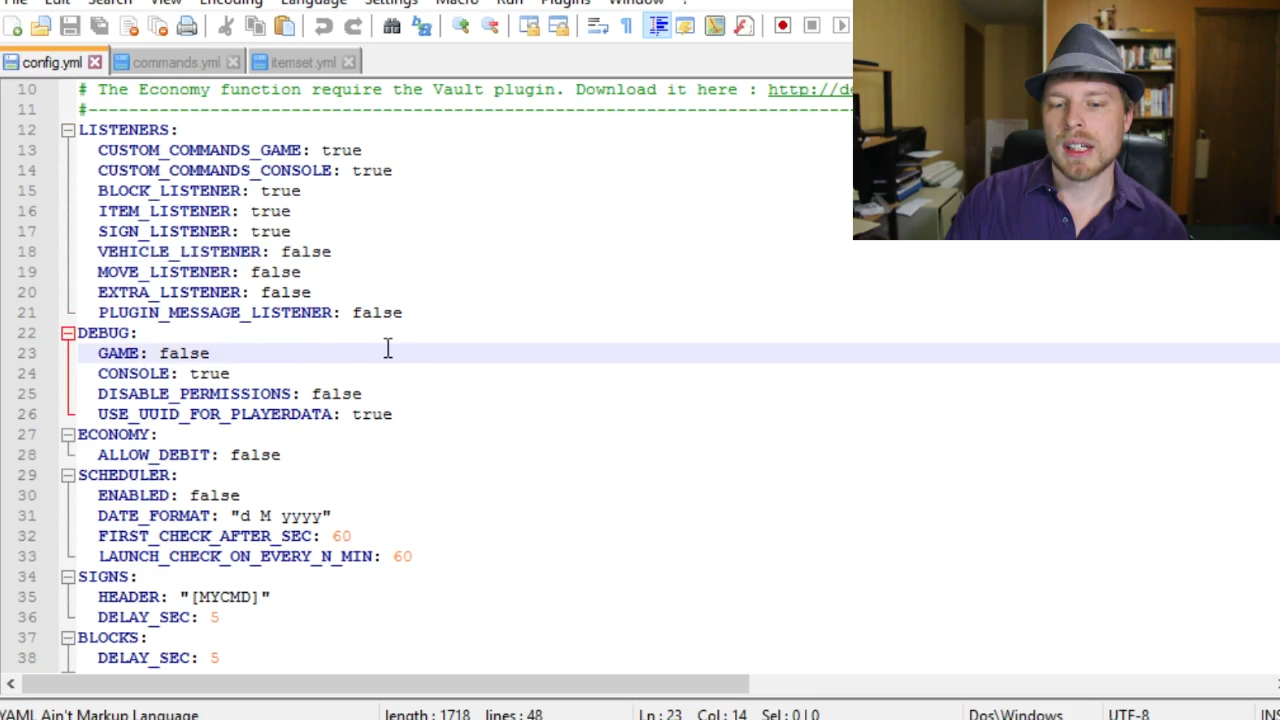 File Edit Search View Encoding Language Settings Macro Run Plugins Window ?
config.yml commands.yml itemset.yml
10 # The Economy function require the Vault plugin. Download it here : http://de
11 #
12 LISTENERS:
13 CUSTOM_COMMANDS_GAME: true
14 CUSTOM_COMMANDS_CONSOLE: true
15 BLOCK_LISTENER: true
16 ITEM_LISTENER: true
17 SIGN_LISTENER: true
18 VEHICLE_LISTENER: false
19 MOVE_LISTENER: false
20 EXTRA_LISTENER: false
21 PLUGIN_MESSAGE_LISTENER: false
22 DEBUG:
23 GAME: false
24 CONSOLE: true
25 DISABLE_PERMISSIONS: false
26 USE_UUID_FOR_PLAYERDATA: true
27 ECONOMY:
28 ALLOW_DEBIT: false
29 SCHEDULER:
30 ENABLED: false
31 DATE_FORMAT: "d M yyyy"
32 FIRST_CHECK_AFTER_SEC: 60
33 LAUNCH_CHECK_ON_EVERY_N_MIN: 60
34 SIGNS:
35 HEADER: "[MYCMD]"
36 DELAY_SEC: 5
37 BLOCKS:
38 DELAY_SEC: 5
YAML Ain't Markup Language length : 1718 lines : 48 Ln : 23 Col : 14 Sel : 0 | 0 Dos\Windows UTF-8 INS